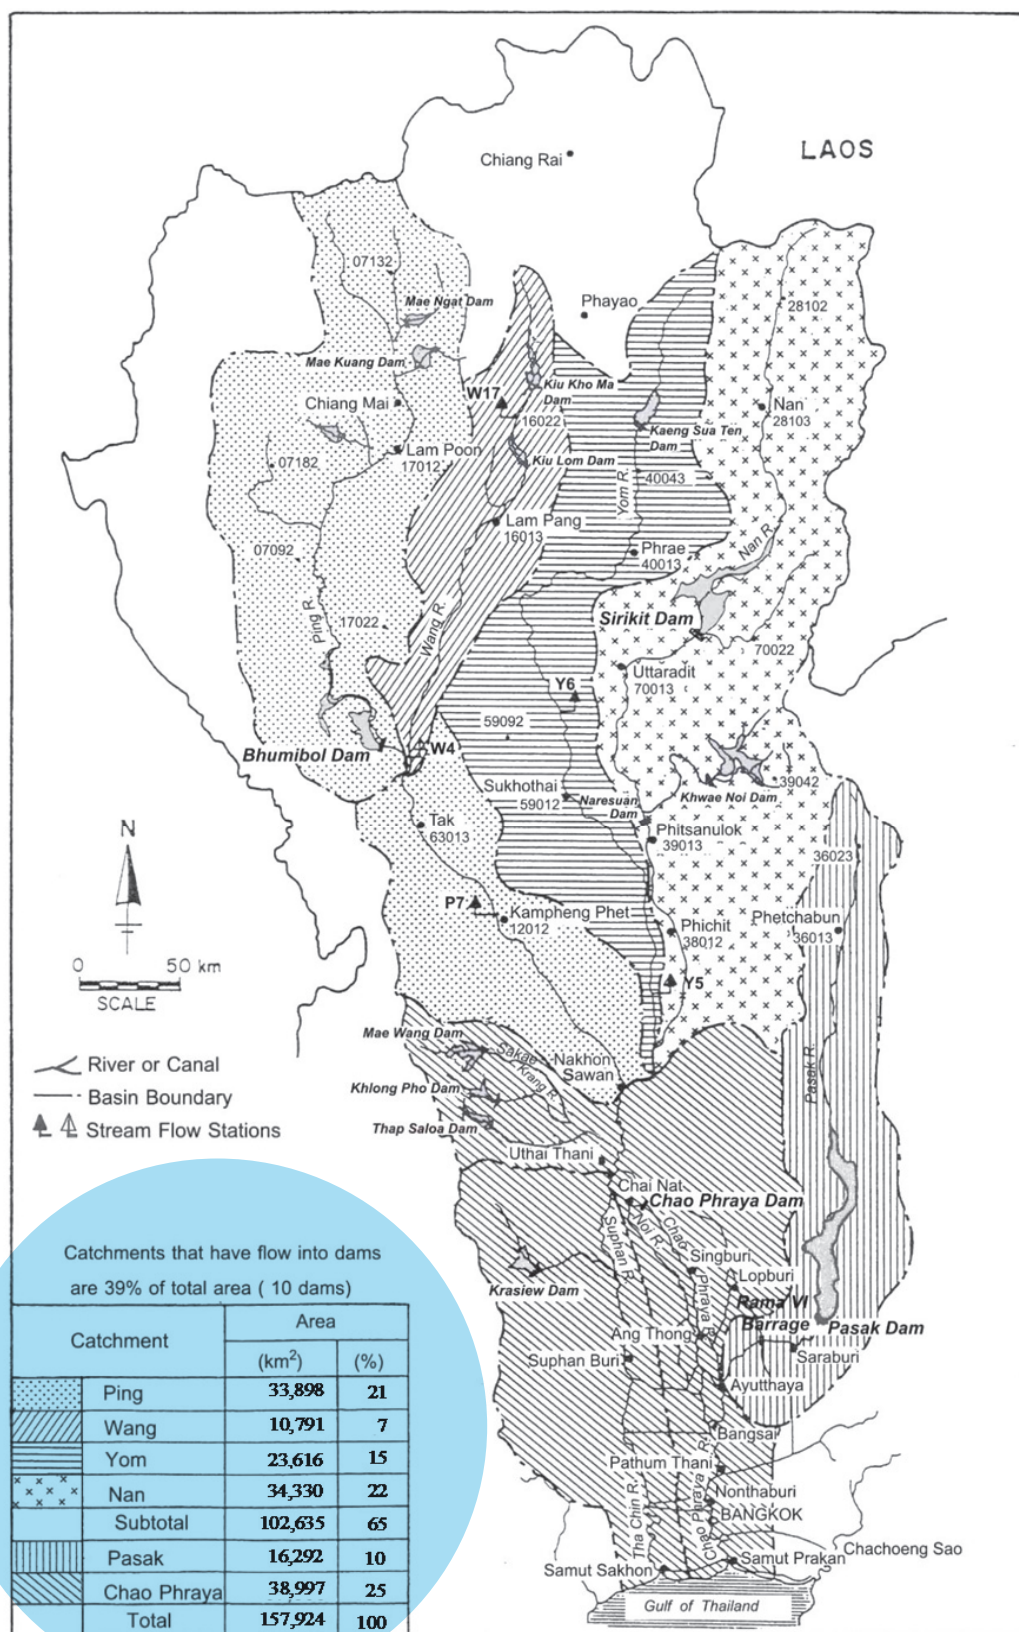 LAOS
Chiang Rai
07132
Mae Ngat Dam
Phayao
28102
Mae Kuang Dam
Chiang Mai
W17
16022
Kiu Kho Ma
Dam
Nan
28103
Kaeng Sua Ten
Dam
Lam Poon
17012
07182
Kiu Lom Dam
40043
Yom R.
Lam Pang
16013
Phrae
40013
Nan R.
07092
Ping R.
17022
Wang R.
Sirikit Dam
70022
Uttaradit
70013
Y6
59092
Bhumibol Dam
W4
Sukhothai
59012
Naresuan
Dam
Khwae Noi Dam
39042
Tak
63013
Phitsanulok
39013
36023
N
P7
Kampheng Phet
12012
Phichit
38012
Phetchabun
36013
0 50 km
SCALE
Y5
Mae Wang Dam
Sakae
Krang R.
Nakhon
Sawan
Pasak R.
River or Canal
Basin Boundary
Stream Flow Stations
Khlong Pho Dam
Thap Saloa Dam
Uthai Thani
Chai Nat
Chao Phraya Dam
Suphan R.
Noi R.
Chao
Phraya R.
Singburi
Krasiew Dam
Lopburi
Rama VI
Barrage
Pasak Dam
Ang Thong
Saraburi
Suphan Buri
Ayutthaya
Bangsai
Pathum Thani
Nonthaburi
BANGKOK
Tha Chin R.
Chao Phraya R.
Chachoeng Sao
Samut Sakhon
Samut Prakan
Gulf of Thailand
Catchments that have flow into dams
are 39% of total area ( 10 dams)
Catchment Area
(km²) (%)
Ping 33,898 21
Wang 10,791 7
Yom 23,616 15
Nan 34,330 22
Subtotal 102,635 65
Pasak 16,292 10
Chao Phraya 38,997 25
Total 157,924 100